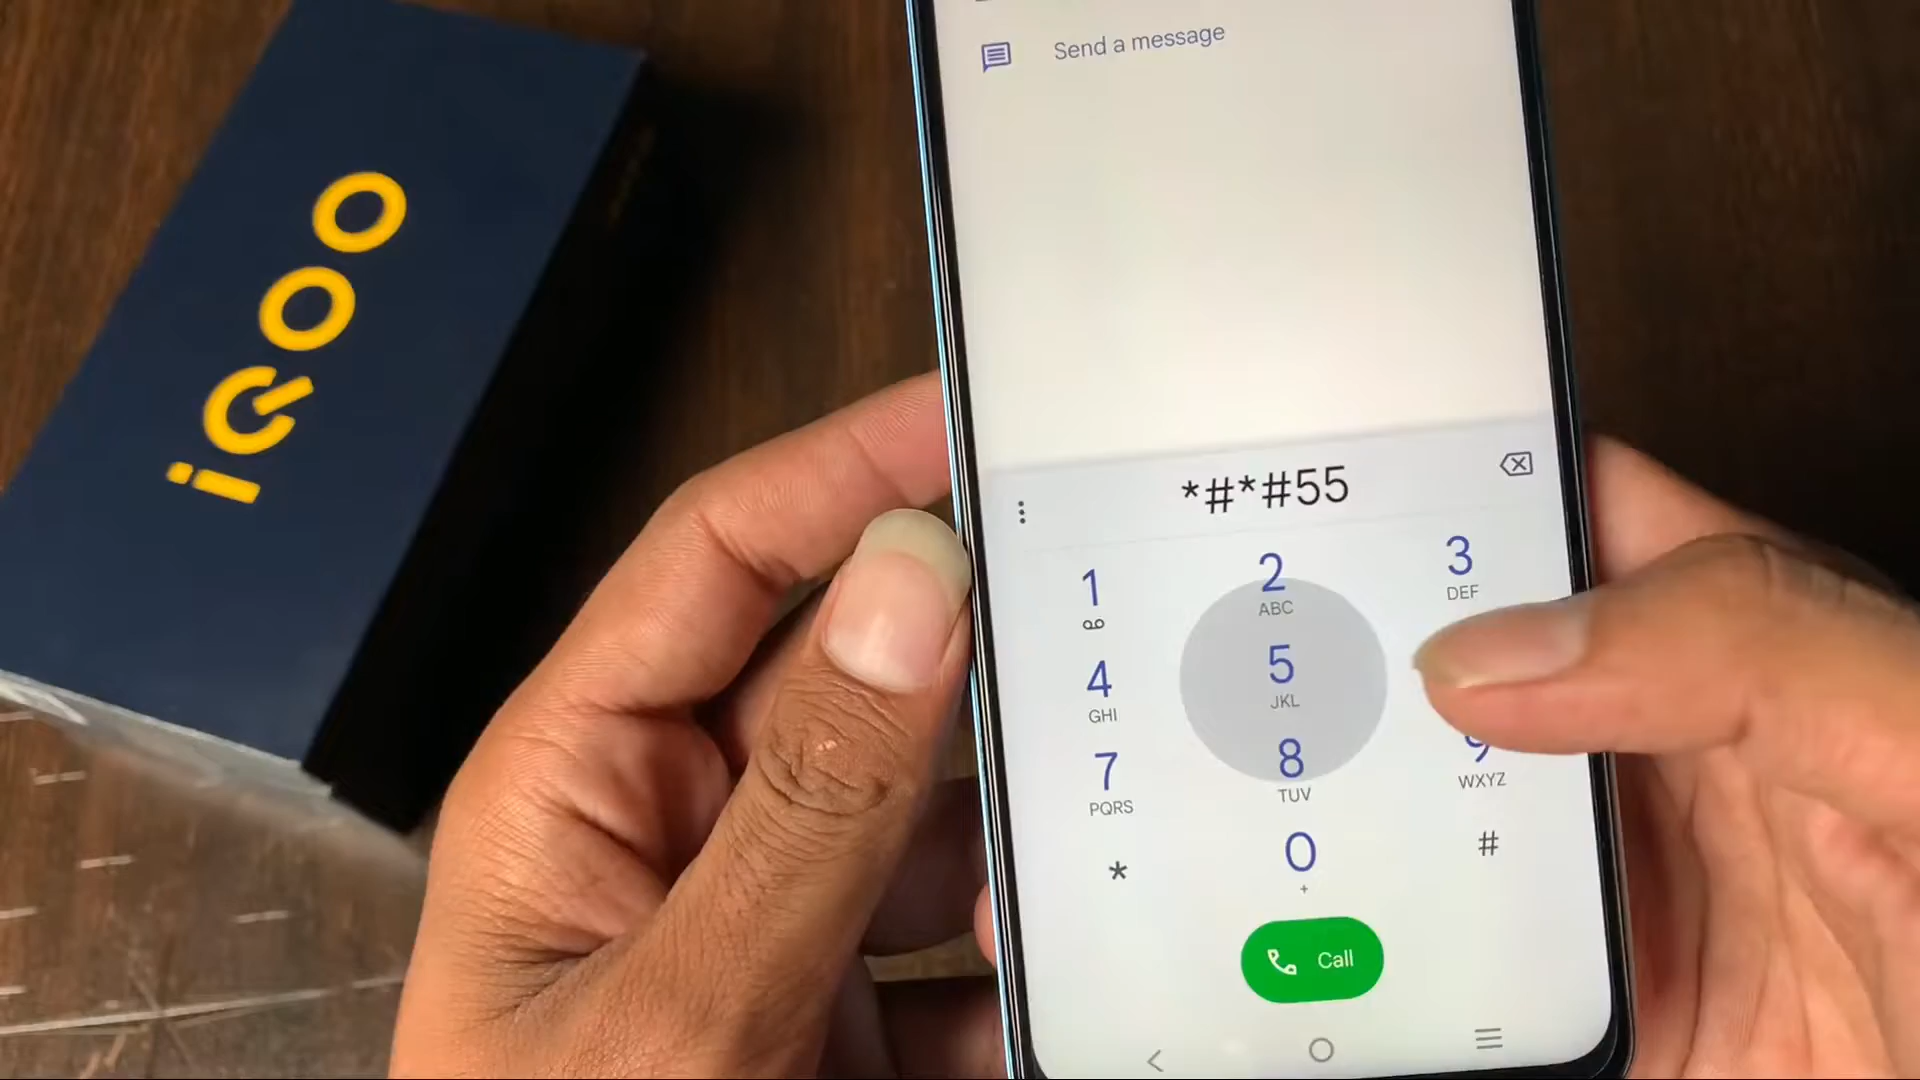 iQOO
Send a message
*#*#55
1
2
ABC
3
DEF
4
GHI
5
JKL
7
PQRS
8
TUV
9
WXYZ
*
0
+
#
Call